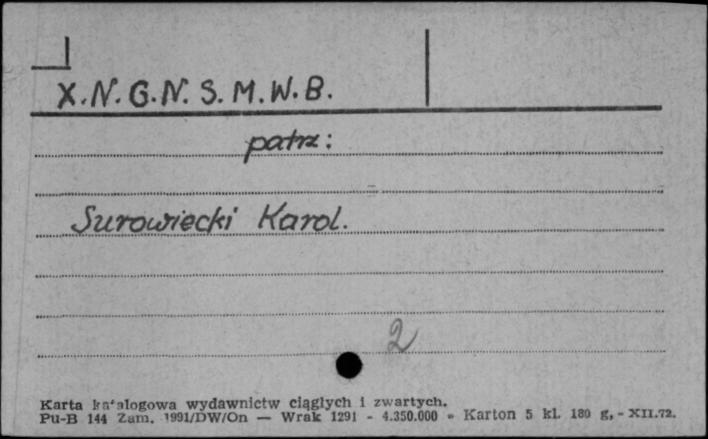 X.N.G.N.S.M.W.B.
patrz:
Surowiecki Karol.
2
Karta katalogowa wydawnictw ciągłych i zwartych.
Pu-B 144 Zam. 1991/DW/On — Wrak 1291 - 4.350.000 - Karton 5 kl. 180 g, - XII.72.